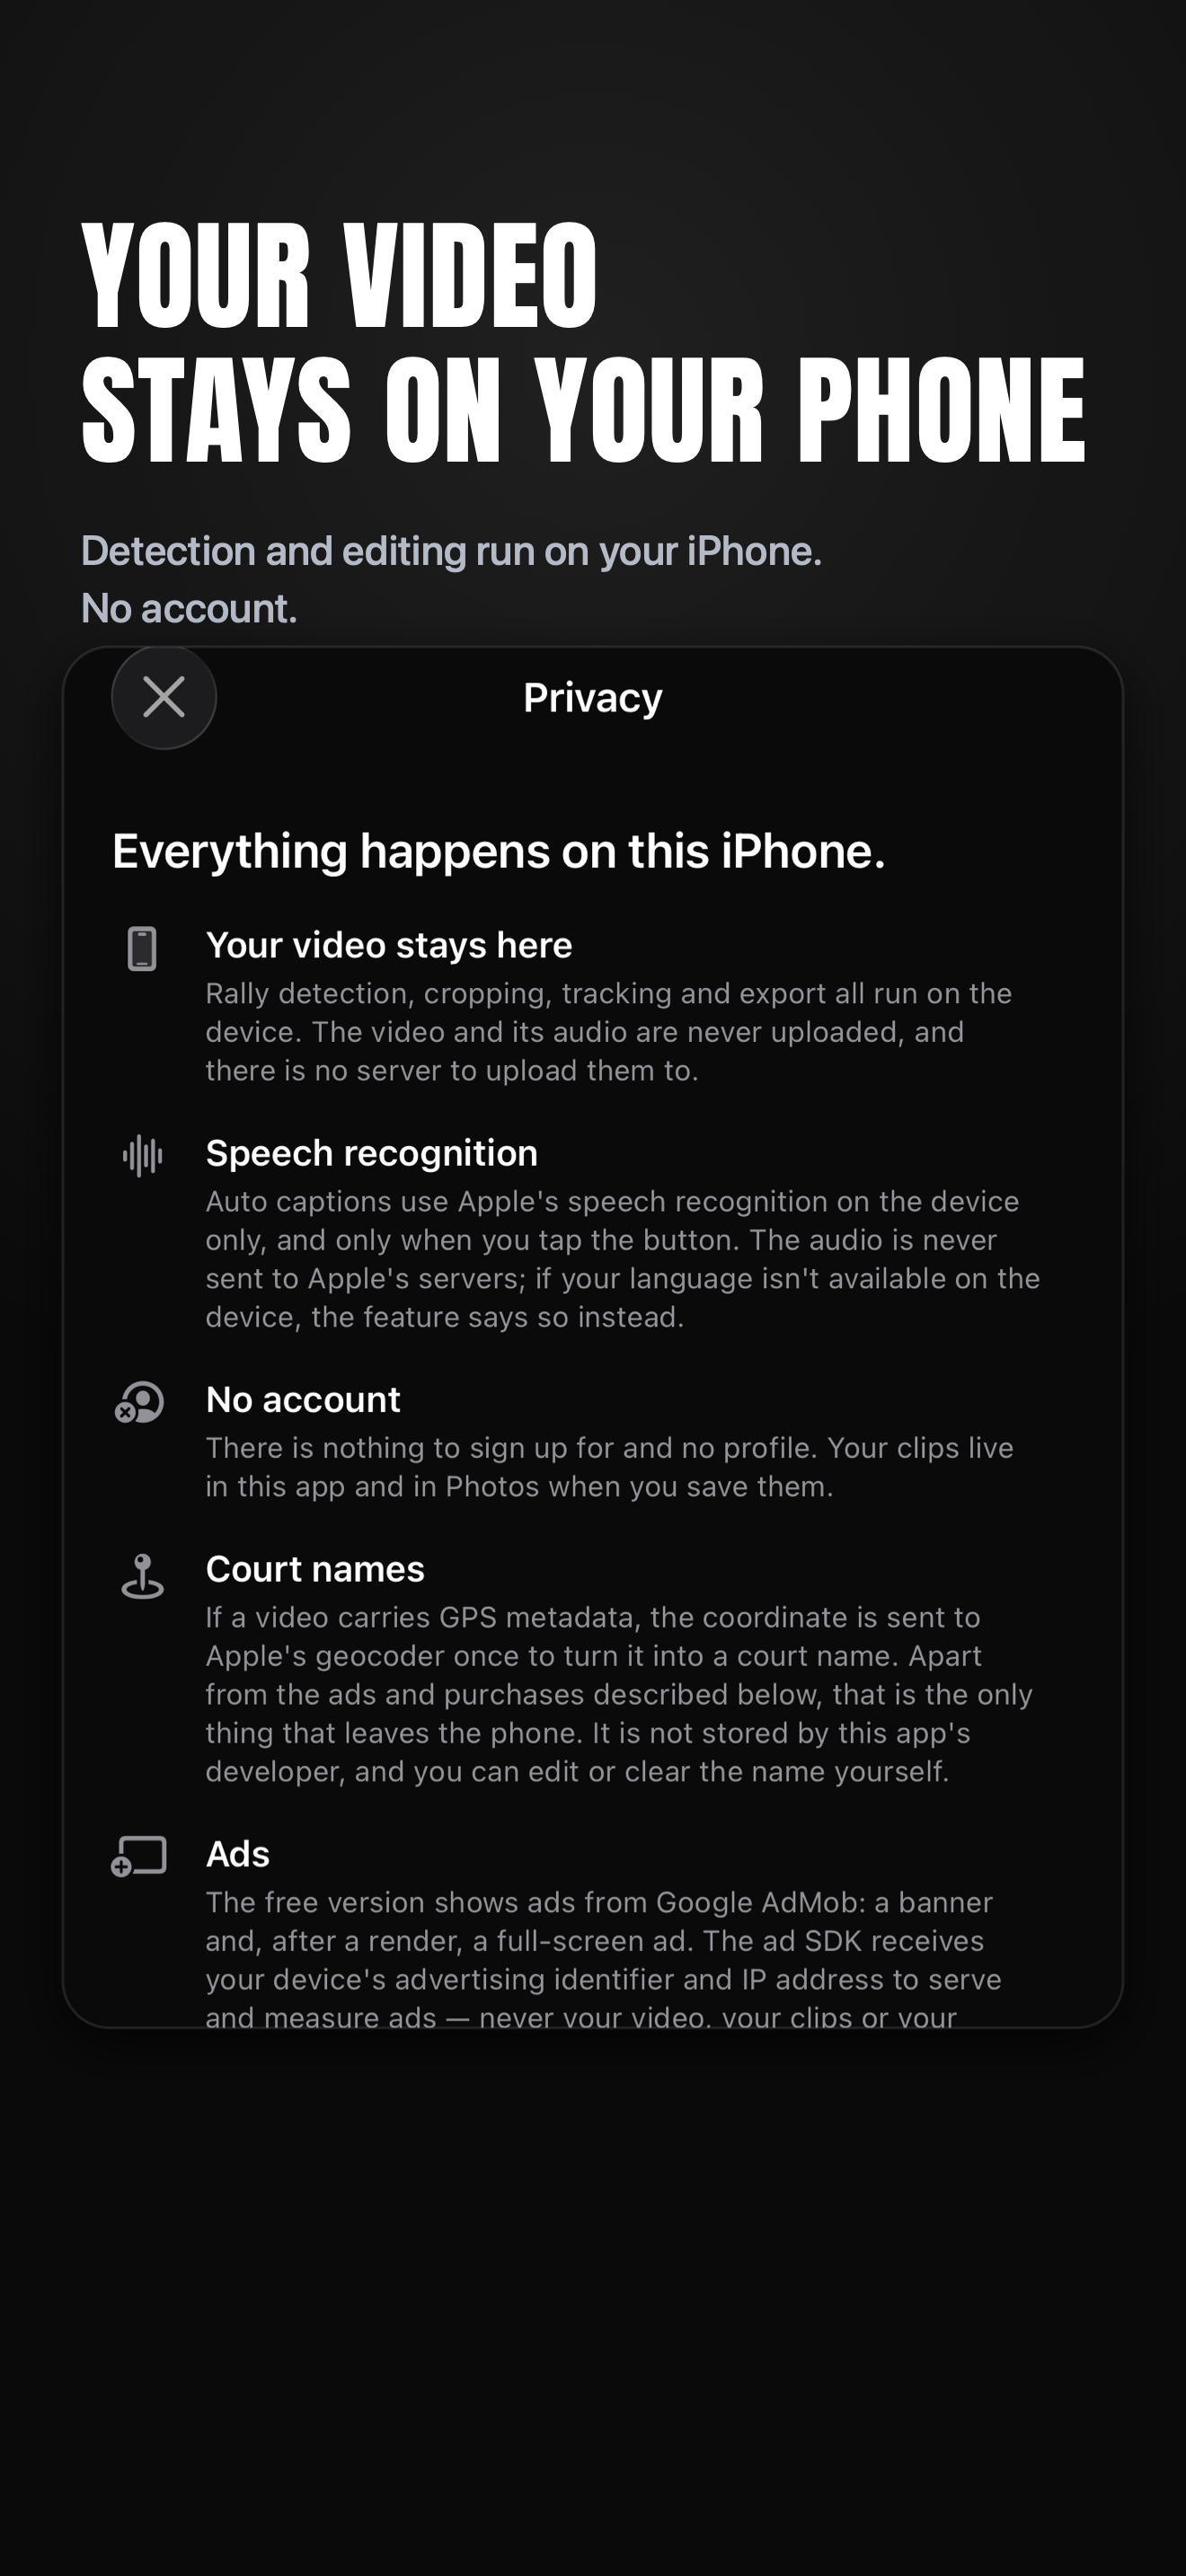 YOUR VIDEO
STAYS ON YOUR PHONE
Detection and editing run on your iPhone.
No account.
Privacy
Everything happens on this iPhone.
Your video stays here
Rally detection, cropping, tracking and export all run on the
device. The video and its audio are never uploaded, and
there is no server to upload them to.
Speech recognition
Auto captions use Apple's speech recognition on the device
only, and only when you tap the button. The audio is never
sent to Apple's servers; if your language isn't available on the
device, the feature says so instead.
No account
There is nothing to sign up for and no profile. Your clips live
in this app and in Photos when you save them.
Court names
If a video carries GPS metadata, the coordinate is sent to
Apple's geocoder once to turn it into a court name. Apart
from the ads and purchases described below, that is the only
thing that leaves the phone. It is not stored by this app's
developer, and you can edit or clear the name yourself.
Ads
The free version shows ads from Google AdMob: a banner
and, after a render, a full-screen ad. The ad SDK receives
your device's advertising identifier and IP address to serve
and measure ads — never your video, your clips or your